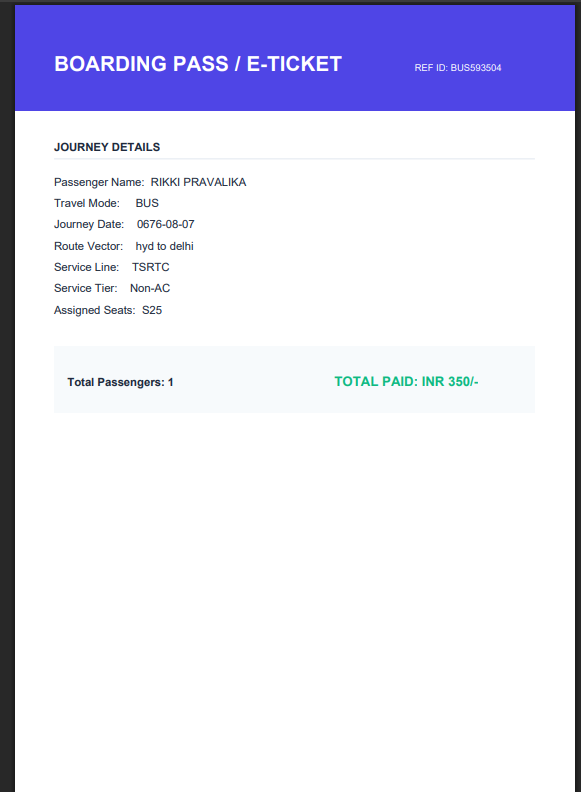 BOARDING PASS / E-TICKET
REF ID: BUS593504
JOURNEY DETAILS
Passenger Name: RIKKI PRAVALIKA
Travel Mode: BUS
Journey Date: 0676-08-07
Route Vector: hyd to delhi
Service Line: TSRTC
Service Tier: Non-AC
Assigned Seats: S25
Total Passengers: 1
TOTAL PAID: INR 350/-